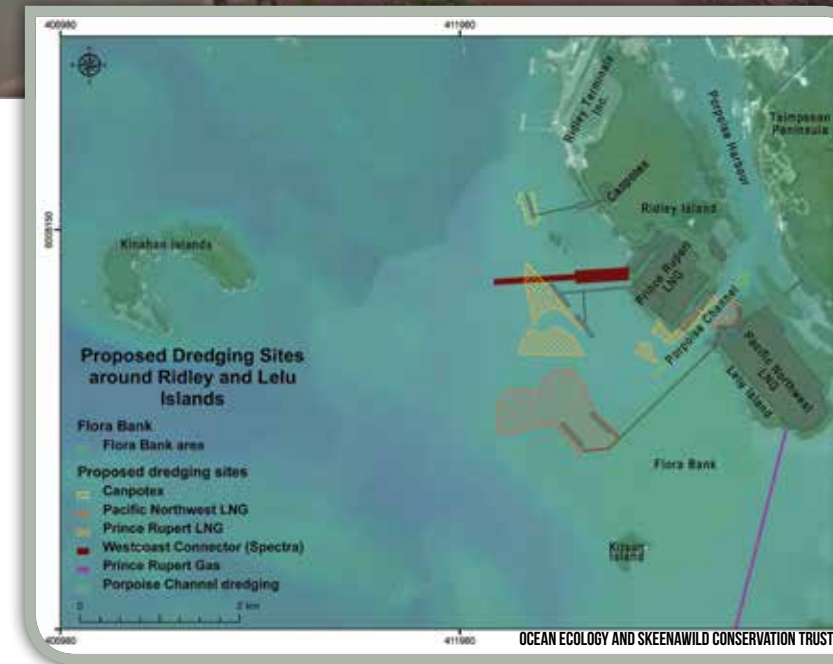 406980
411980
6008150
Ridley Terminals
Inc.
Porpoise Harbour
Tsimpsean
Peninsula
Canpotex
Ridley Island
Kinahan Islands
Prince Rupert
LNG
Porpoise Channel
Pacific Northwest
LNG
Lelu Island
Proposed Dredging Sites
around Ridley and Lelu
Islands
Flora Bank
Flora Bank area
Proposed dredging sites
Canpotex
Pacific Northwest LNG
Prince Rupert LNG
Westcoast Connector (Spectra)
Prince Rupert Gas
Porpoise Channel dredging
0 2 km
Flora Bank
Kitson
Island
406980
411980
OCEAN ECOLOGY AND SKEENAWILD CONSERVATION TRUST